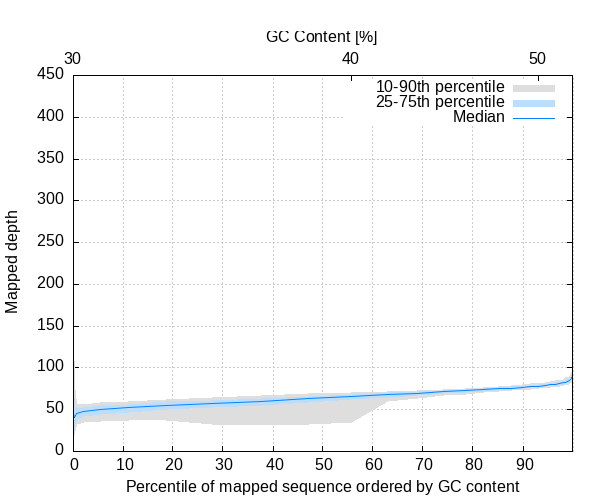 GC Content [%]
30 40 50
450
400
350
300
250
200
150
100
50
0
10-90th percentile
25-75th percentile
Median
Mapped depth
0 10 20 30 40 50 60 70 80 90
Percentile of mapped sequence ordered by GC content